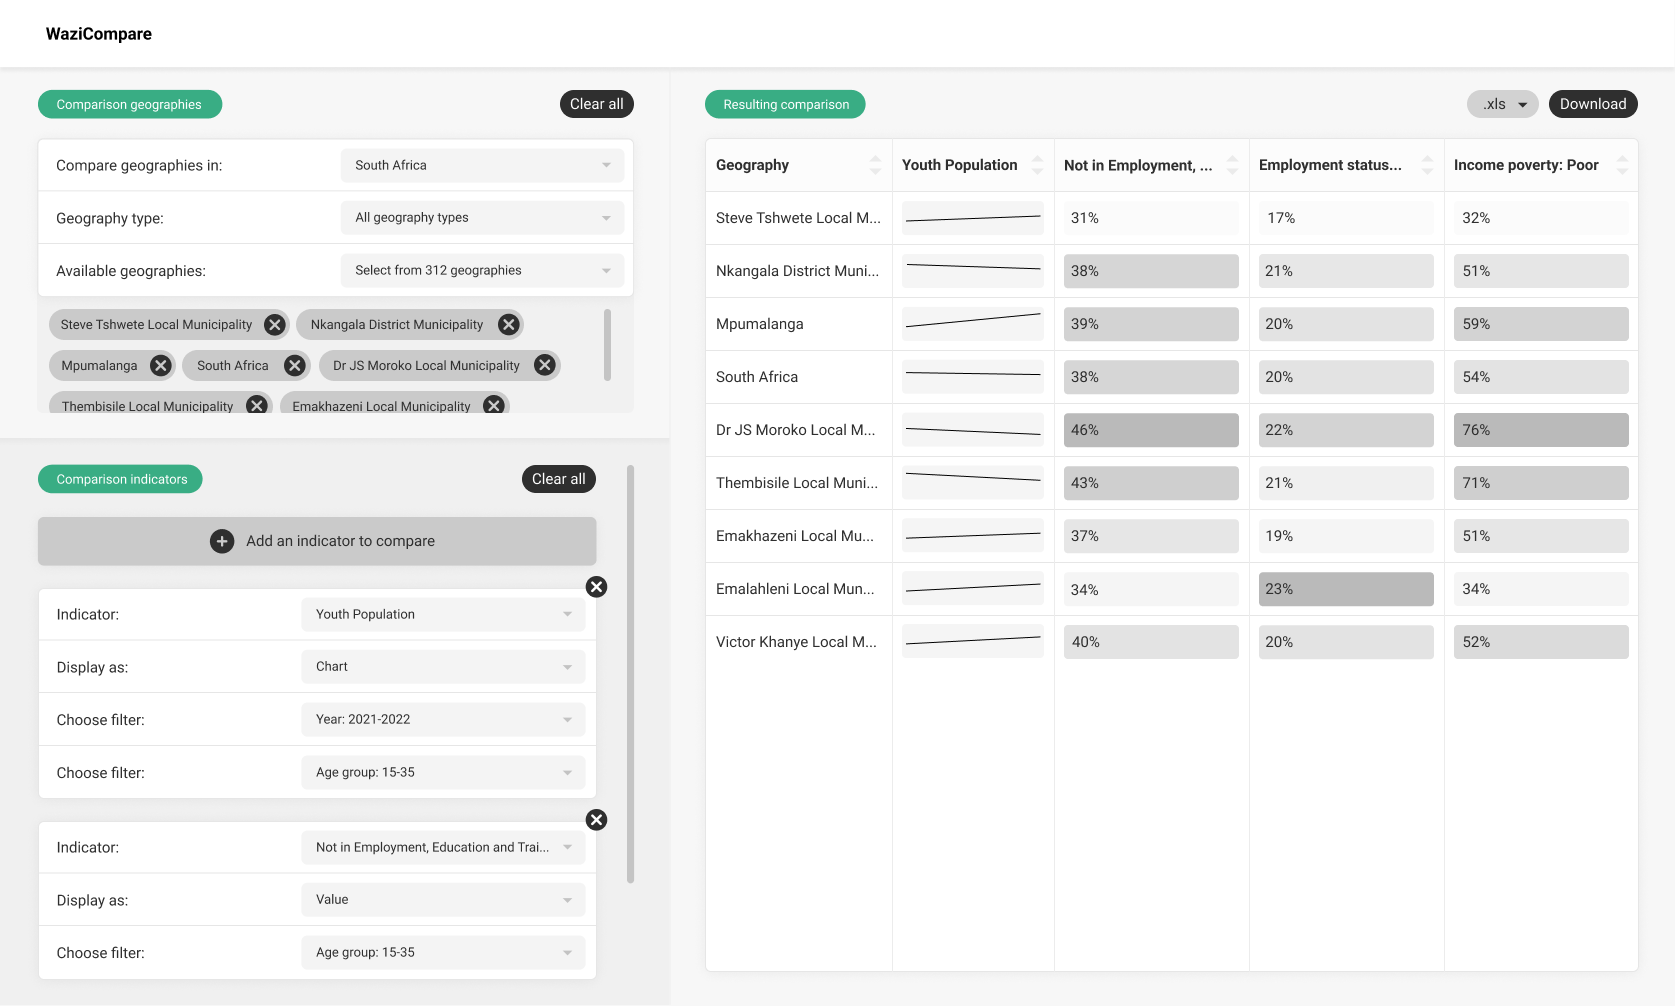 WaziCompare
Comparison geographies
Clear all
Compare geographies in:
South Africa
Geography type:
All geography types
Available geographies:
Select from 312 geographies
Steve Tshwete Local Municipality
Nkangala District Municipality
Mpumalanga
South Africa
Dr JS Moroko Local Municipality
Thembisile Local Municipality
Emakhazeni Local Municipality
Comparison indicators
Clear all
Add an indicator to compare
Indicator:
Youth Population
Display as:
Chart
Choose filter:
Year: 2021-2022
Choose filter:
Age group: 15-35
Indicator:
Not in Employment, Education and Trai...
Display as:
Value
Choose filter:
Age group: 15-35
Resulting comparison
.xls
Download
Geography Youth Population Not in Employment, ... Employment status... Income poverty: Poor
Steve Tshwete Local M... 31% 17% 32%
Nkangala District Muni... 38% 21% 51%
Mpumalanga 39% 20% 59%
South Africa 38% 20% 54%
Dr JS Moroko Local M... 46% 22% 76%
Thembisile Local Muni... 43% 21% 71%
Emakhazeni Local Mu... 37% 19% 51%
Emalahleni Local Mun... 34% 23% 34%
Victor Khanye Local M... 40% 20% 52%